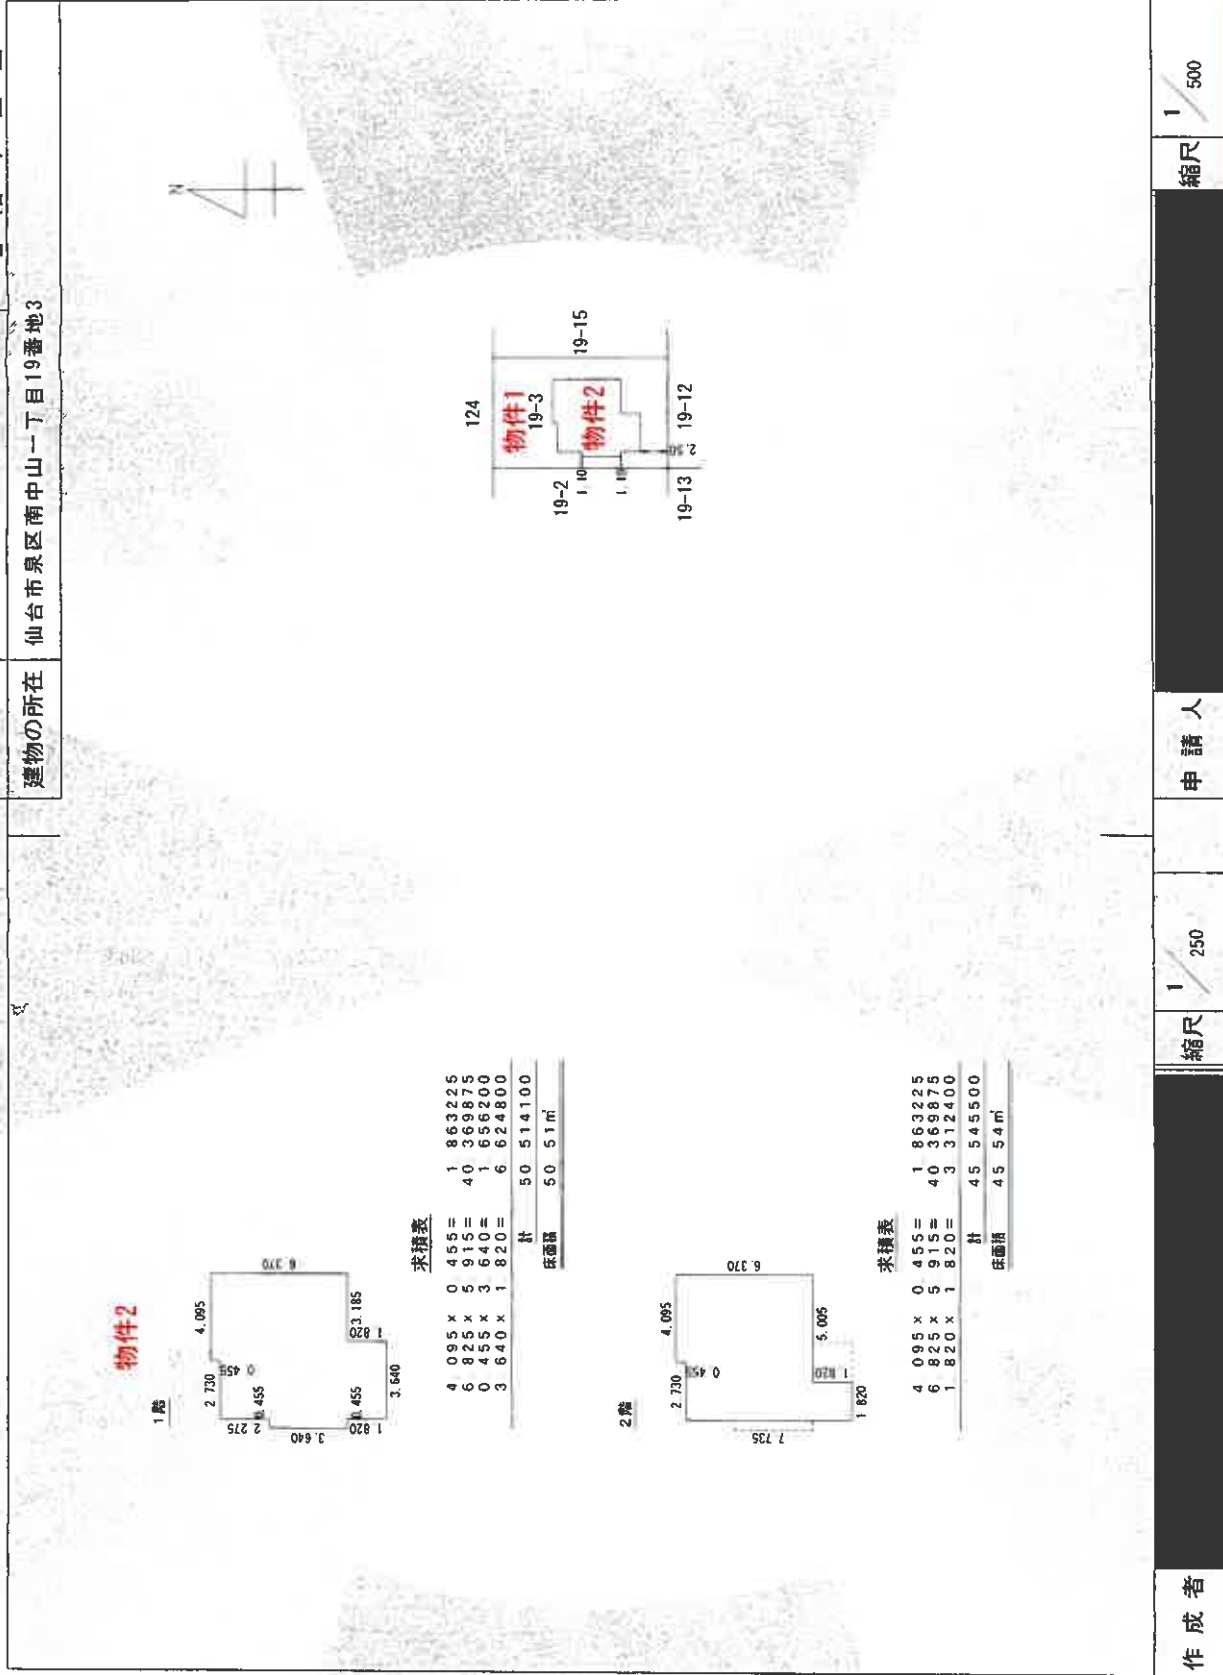 建物の所在 仙台市泉区南中山一丁目19番地3
物件2
1階
4.095
2.730
0.455
6.370
2.275
0.455
3.640
0.455
1.820
3.640
1.820
3.185
求積表
4 095 × 0 455 = 1 863225
6 825 × 5 915 = 40 369875
0 455 × 3 640 = 1 656200
3 640 × 1 820 = 6 624800
計 50 514100
床面積 50 51㎡
2階
4.095
2.730
0.455
6.370
7.735
5.005
1.820
1.820
求積表
4 095 × 0 455 = 1 863225
6 825 × 5 915 = 40 369875
1 820 × 1 820 = 3 312400
計 45 545500
床面積 45 54㎡
N
124
物件1
19-3
19-15
物件2
19-2
1.10
1.10
2.50
19-13
19-12
作成者
縮尺 1/250
申請人
縮尺 1/500